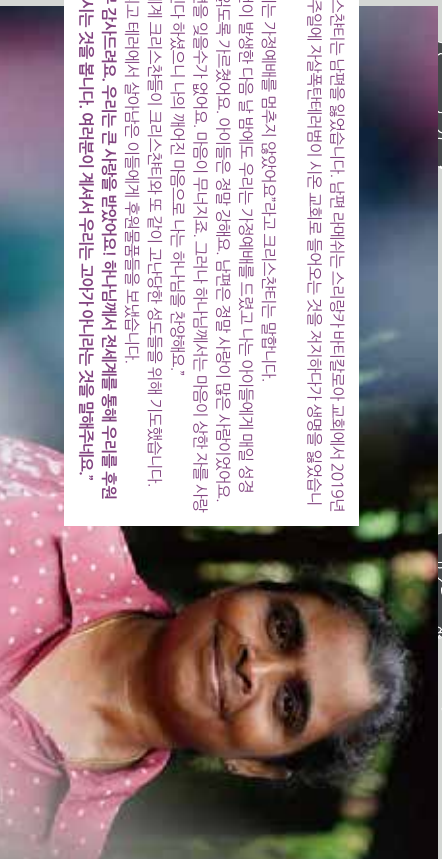 스챤티는 남편을 잃었습니다. 남편 라메쉬는 스리랑카 바티칼로아 교회에서 2019년
주일에 자살폭탄테러범이 시온 교회로 들어오는 것을 저지하다가 생명을 잃었습니
는 가정예배를 멈추지 않았어요”라고 크리스챤티는 말합니다.
이 발생한 다음 날 밤에도 우리는 가정예배를 드렸고 나는 아이들에게 매일 성경
읽도록 가르쳤어요. 아이들은 정말 강해요. 남편은 정말 사랑이 많은 사람이었어요.
편을 잊을수가 없어요. 마음이 무너지죠. 그러나 하나님께서는 마음이 상한 자를 사랑
다 하셨으니 나의 깨어진 마음으로 나는 하나님을 찬양해요.”
계 크리스챤들이 크리스챤티와 또 같이 고난당한 성도들을 위해 기도했습니다.
고 테러에서 살아남은 이들에게 후원물품들을 보냈습니다.
감사드려요. 우리는 큰 사랑을 받았어요! 하나님께서 전세계를 통해 우리를 후원
시는 것을 봅니다. 여러분이 계셔서 우리는 고아가 아니라는 것을 말해주네요.”